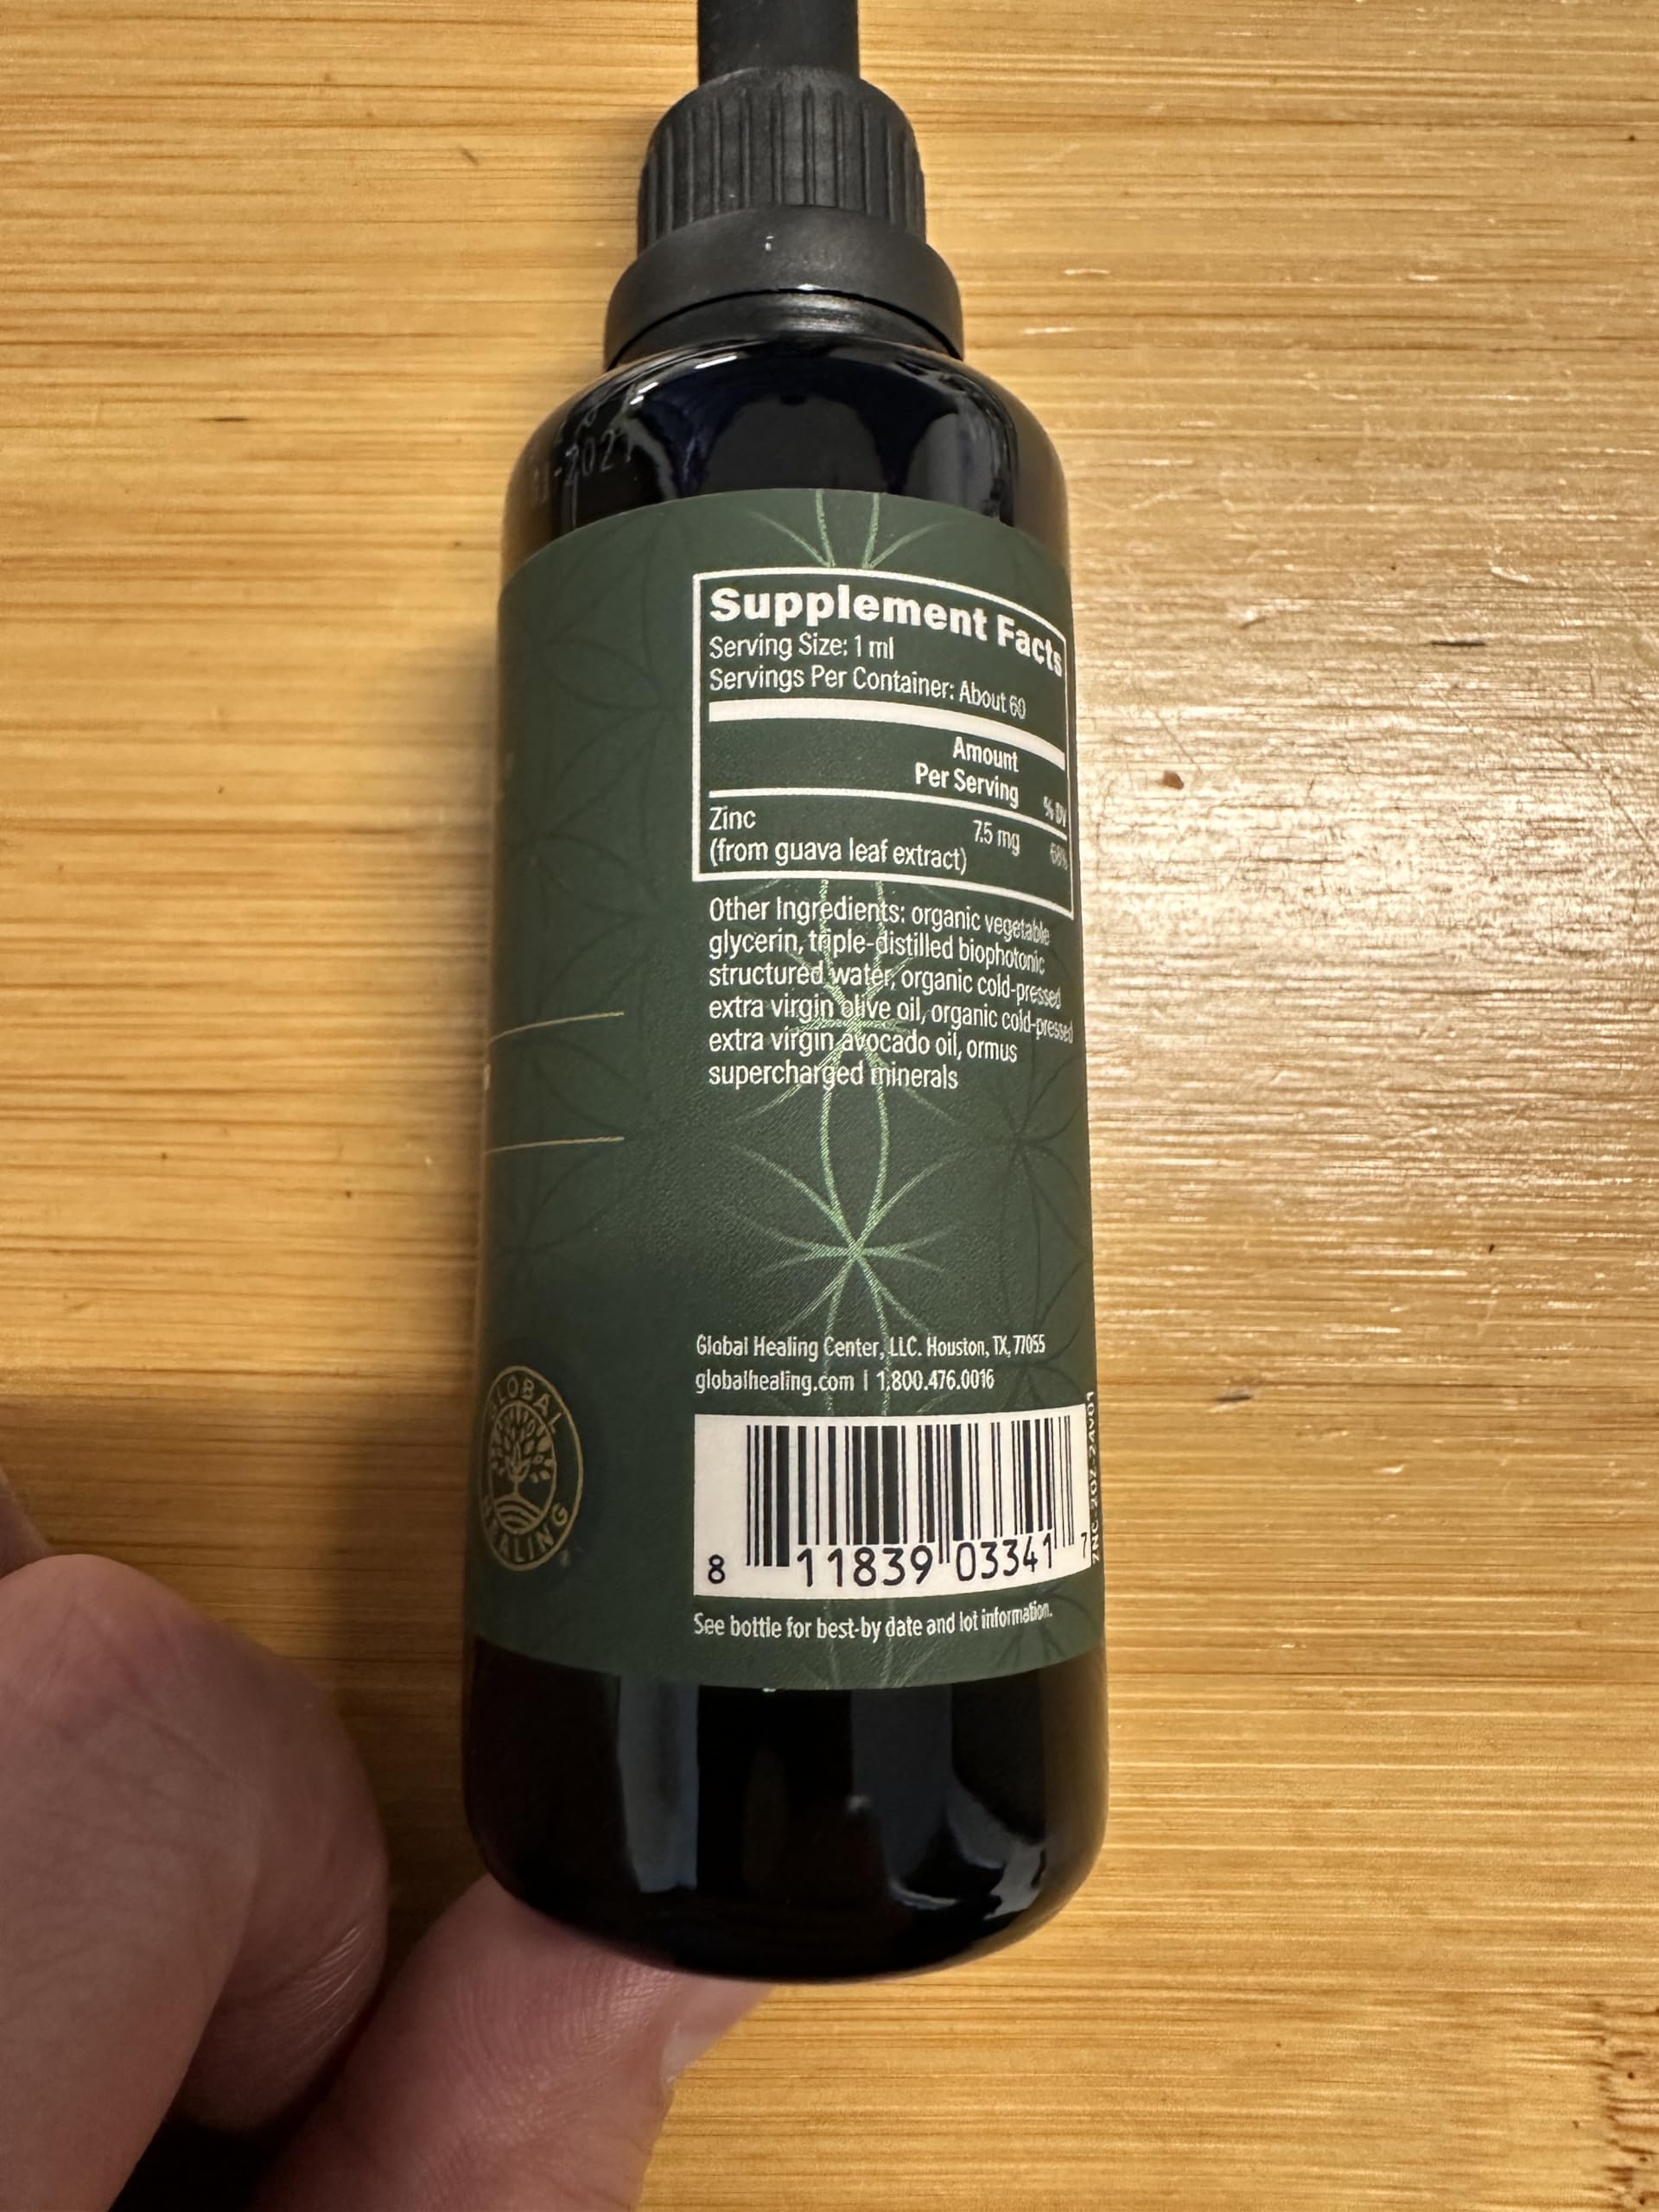 -2027
Supplement Facts
Serving Size: 1 ml
Servings Per Container: About 60
Amount
Per Serving
% DV
Zinc
7.5 mg
68%
(from guava leaf extract)
Other Ingredients: organic vegetable
glycerin, triple-distilled biophotonic
structured water, organic cold-pressed
extra virgin olive oil, organic cold-pressed
extra virgin avocado oil, ormus
supercharged minerals
Global Healing Center, LLC. Houston, TX, 77055
globalhealing.com | 1.800.476.0016
GLOBAL
HEALING
8 11839 03341 7
ZNC-2OZ-24V01
See bottle for best-by date and lot information.